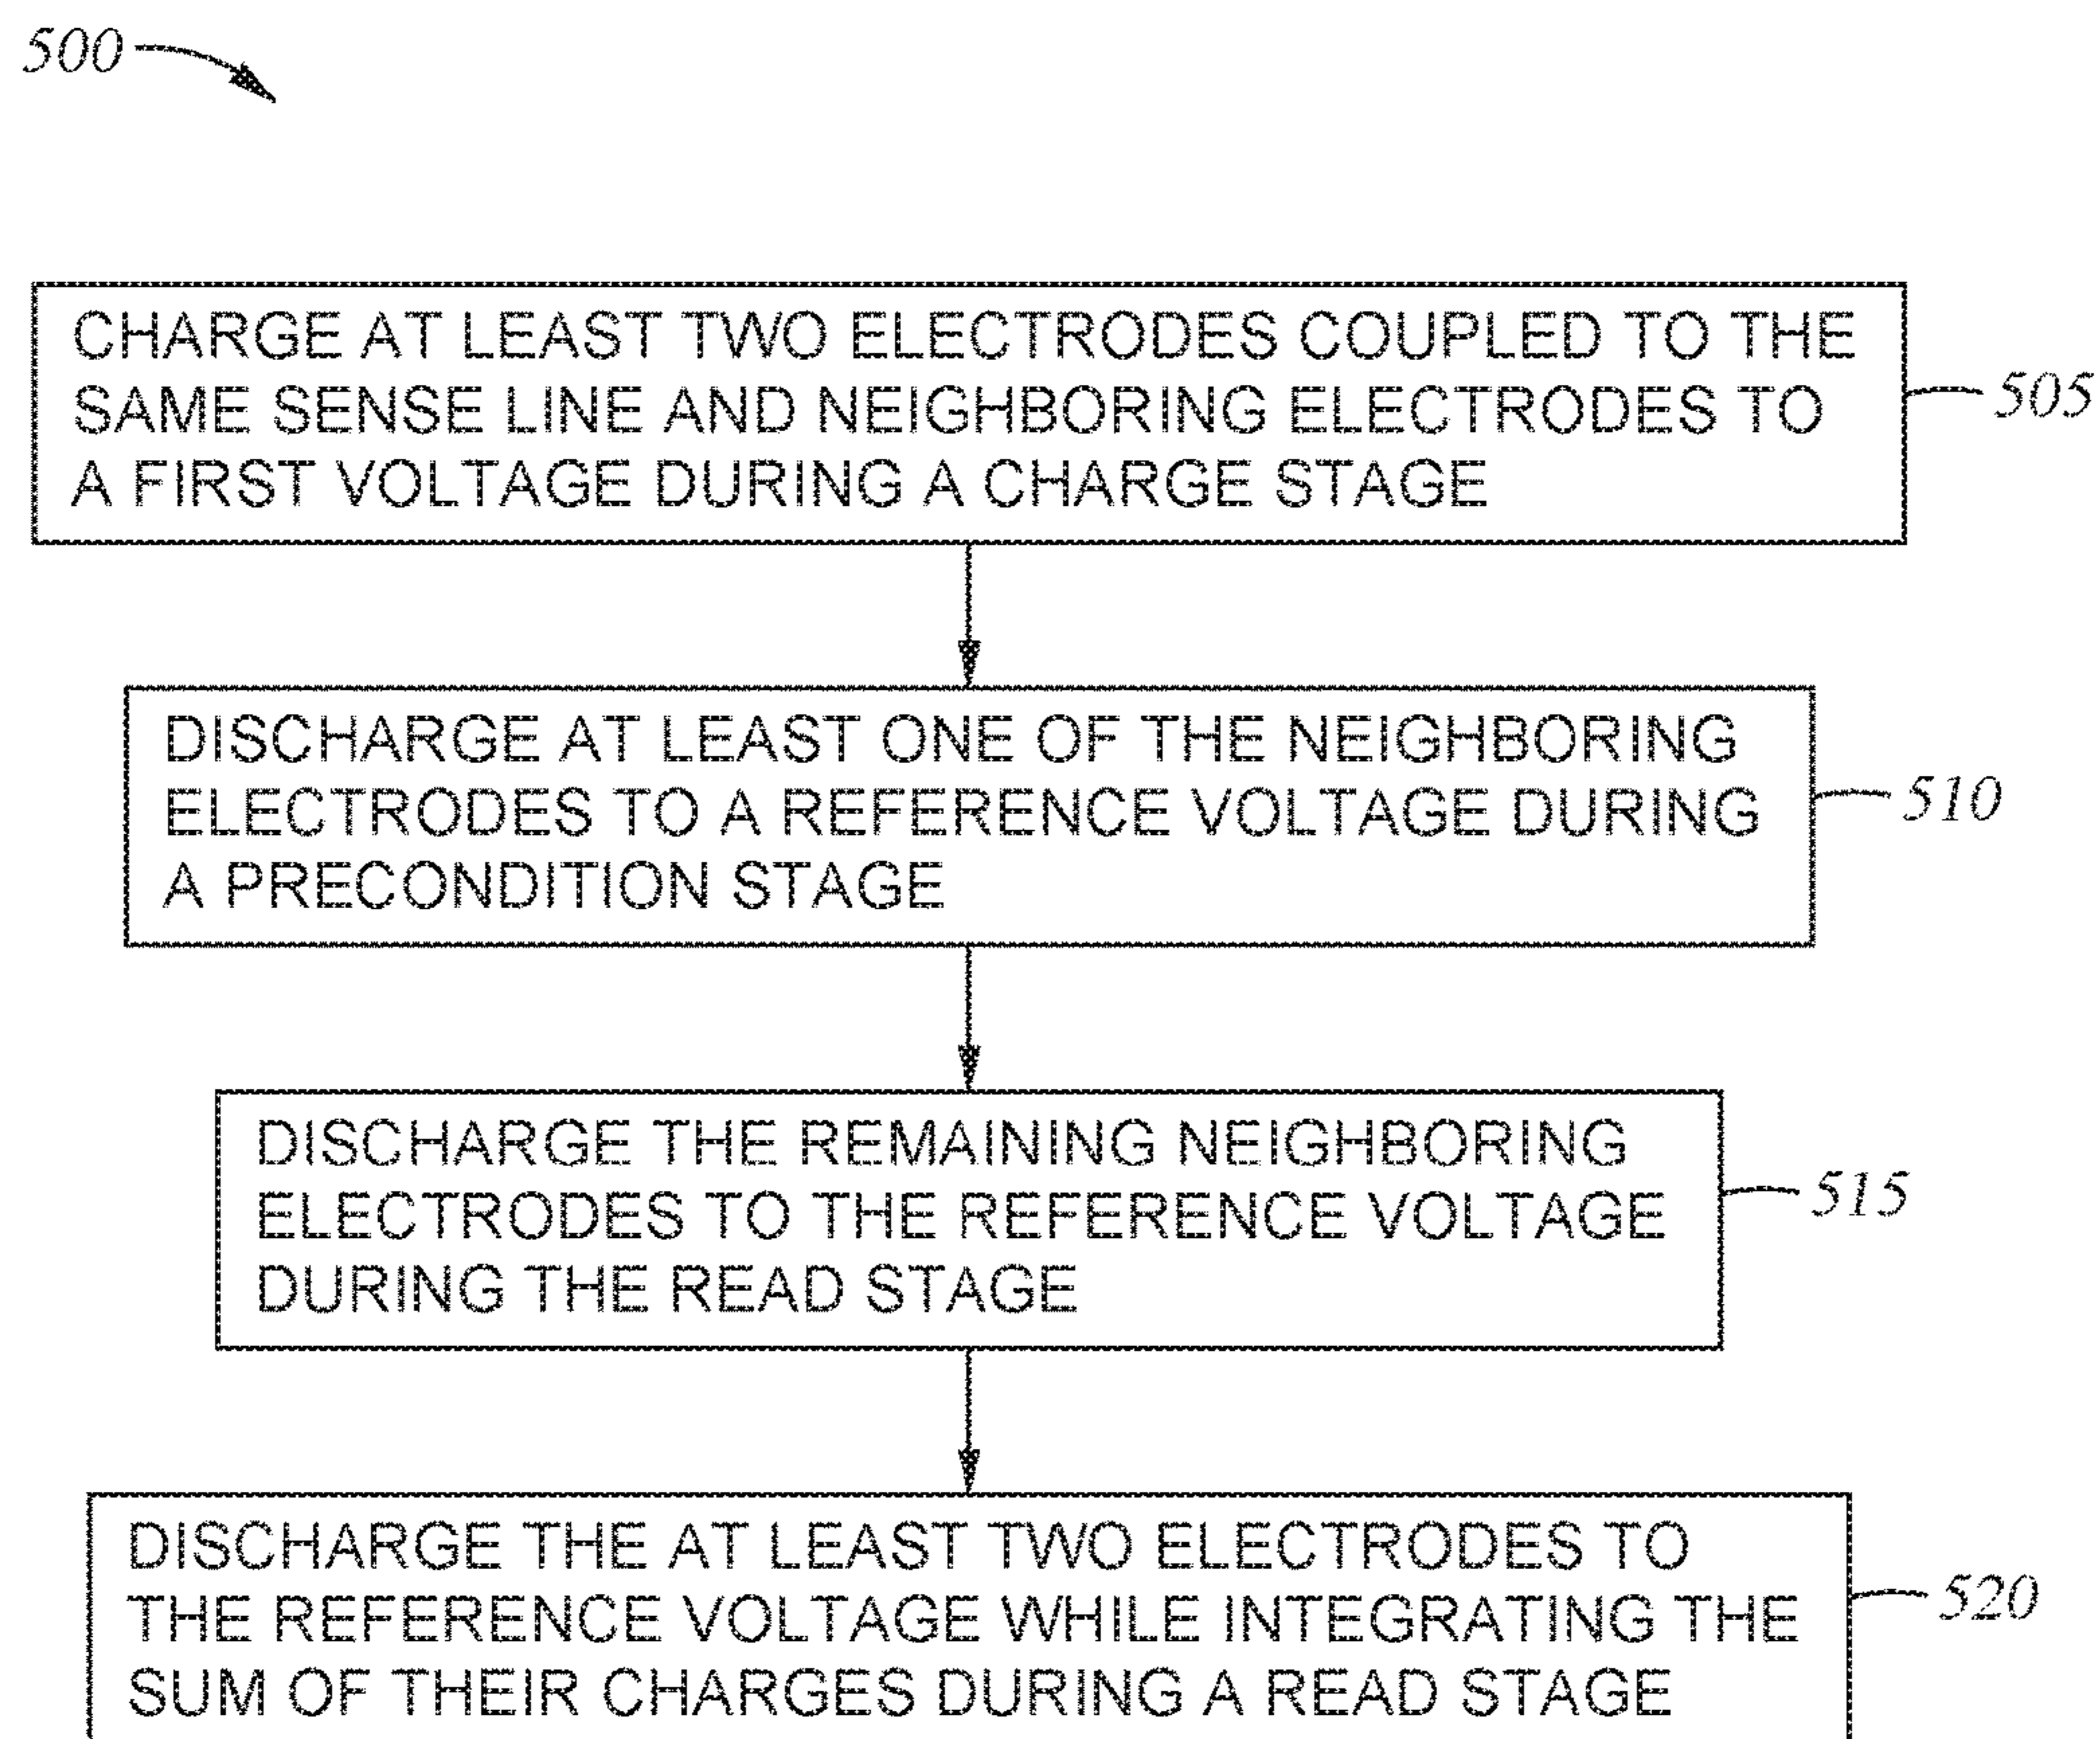 500
CHARGE AT LEAST TWO ELECTRODES COUPLED TO THE
SAME SENSE LINE AND NEIGHBORING ELECTRODES TO
A FIRST VOLTAGE DURING A CHARGE STAGE
505
DISCHARGE AT LEAST ONE OF THE NEIGHBORING
ELECTRODES TO A REFERENCE VOLTAGE DURING
A PRECONDITION STAGE
510
DISCHARGE THE REMAINING NEIGHBORING
ELECTRODES TO THE REFERENCE VOLTAGE
DURING THE READ STAGE
515
DISCHARGE THE AT LEAST TWO ELECTRODES TO
THE REFERENCE VOLTAGE WHILE INTEGRATING THE
SUM OF THEIR CHARGES DURING A READ STAGE
520